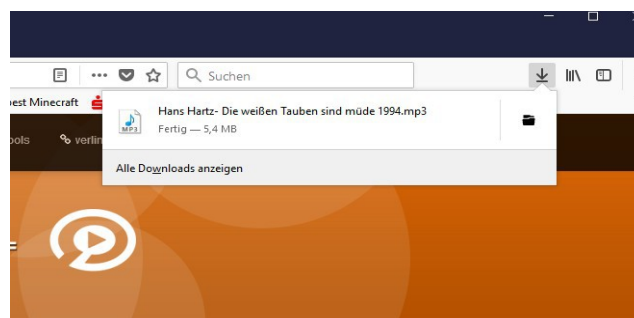 Suchen
est Minecraft
Hans Hartz- Die weißen Tauben sind müde 1994.mp3
MP3
Fertig — 5,4 MB
ools
verlin
Alle Downloads anzeigen